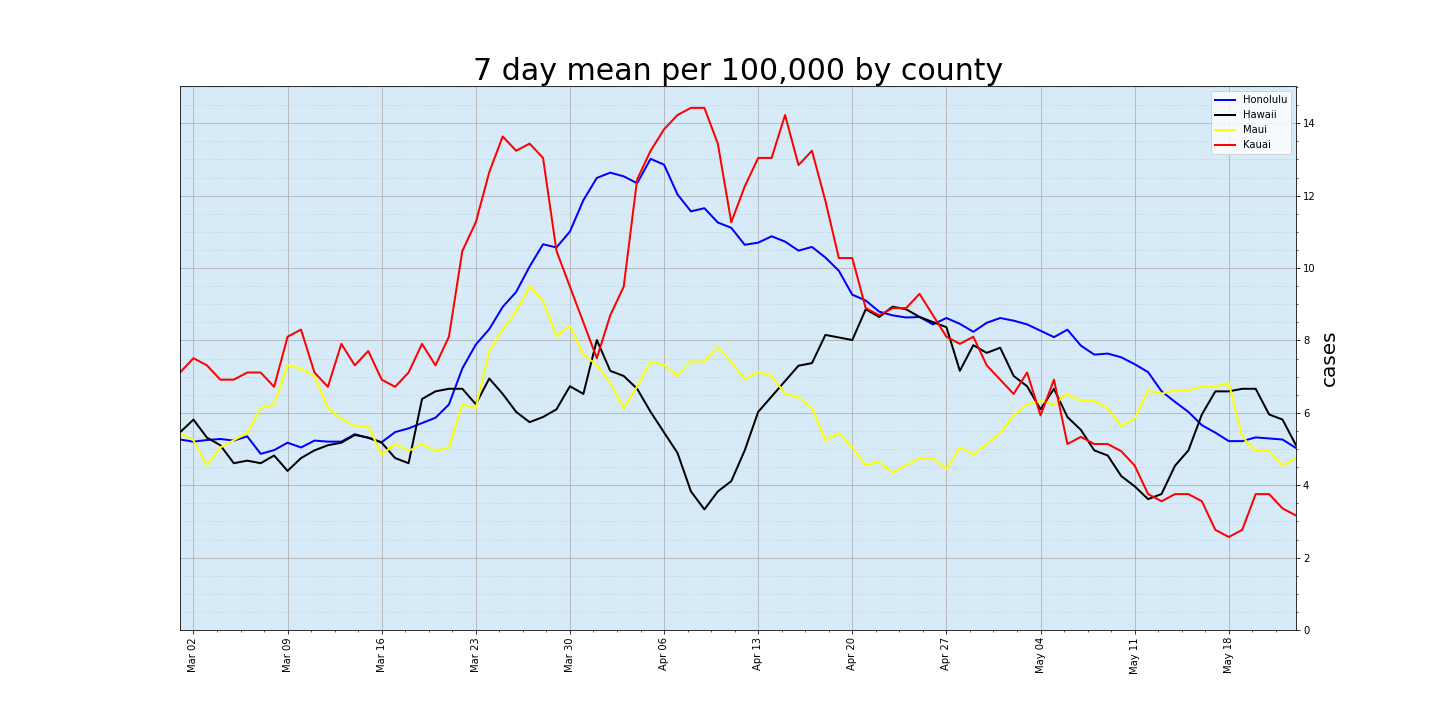 7 day mean per 100,000 by county
Honolulu
Hawaii
Maui
Kauai
14
12
10
8
6
4
2
0
cases
Mar 02
Mar 09
Mar 16
Mar 23
Mar 30
Apr 06
Apr 13
Apr 20
Apr 27
May 04
May 11
May 18